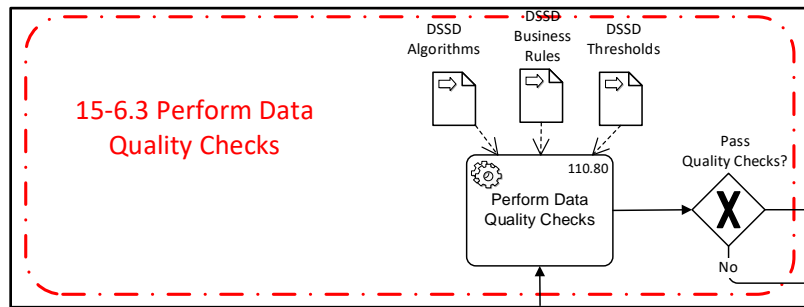 15-6.3 Perform Data
Quality Checks
DSSD
Algorithms
DSSD
Business
Rules
DSSD
Thresholds
110.80
Perform Data
Quality Checks
Pass
Quality Checks?
X
No